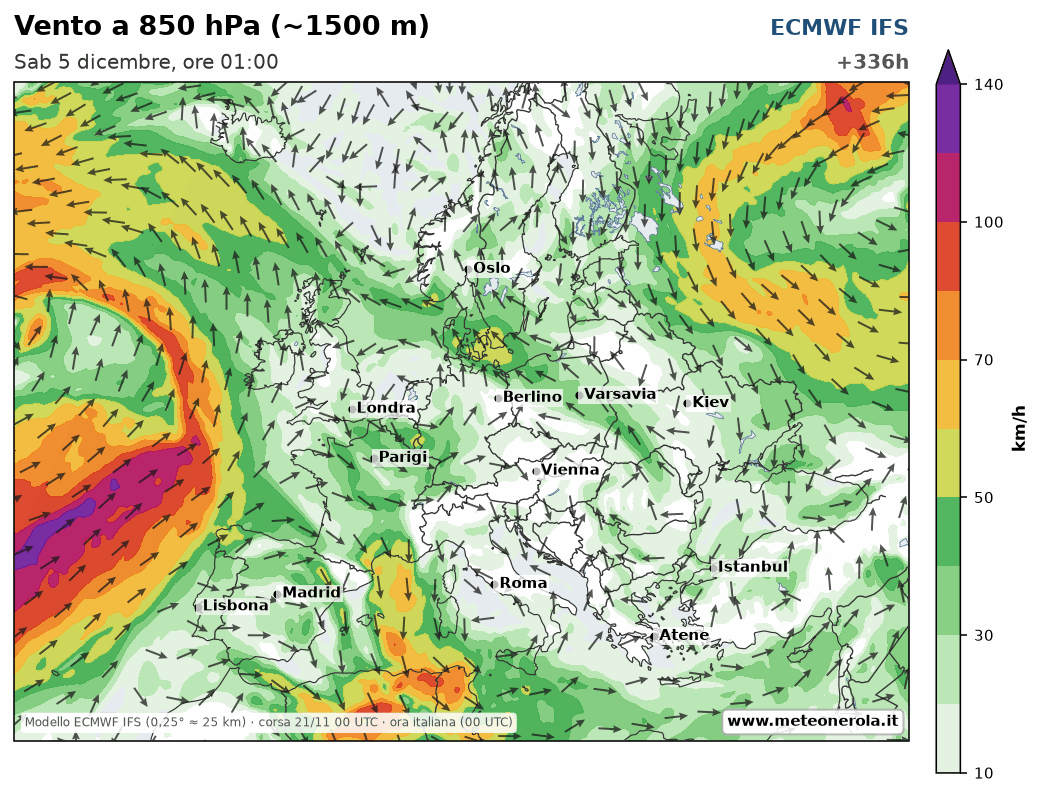 Vento a 850 hPa (~1500 m)
ECMWF IFS
Sab 5 dicembre, ore 01:00
+336h
140
100
70
50
30
10
km/h
Oslo
Berlino
Varsavia
Kiev
Londra
Parigi
Vienna
Istanbul
Roma
Madrid
Lisbona
Atene
Modello ECMWF IFS (0,25° ≈ 25 km) · corsa 21/11 00 UTC · ora italiana (00 UTC)
www.meteonerola.it